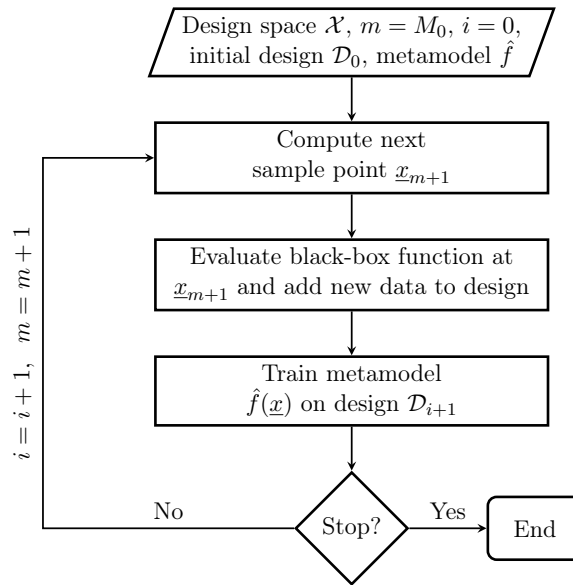 Design space 𝒳, m = M₀, i = 0,
initial design 𝒟₀, metamodel f̂
Compute next
sample point x̲ₘ₊₁
Evaluate black-box function at
x̲ₘ₊₁ and add new data to design
Train metamodel
f̂(x̲) on design 𝒟ᵢ₊₁
i = i + 1, m = m + 1
No
Stop?
Yes
End